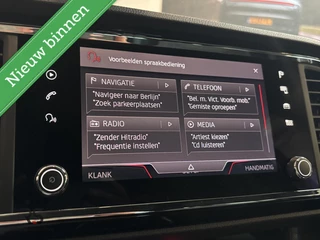 Nieuw binnen
Voorbeelden spraakbediening
NAVIGATIE
"Navigeer naar Berlijn"
"Zoek parkeerplaatsen"
TELEFOON
"Bel. m. Vict. Voorb. mob."
"Gemiste oproepen"
RADIO
"Zender Hitradio"
"Frequentie instellen"
MEDIA
"Artiest kiezen"
"Cd luisteren"
KLANK
HANDMATIG